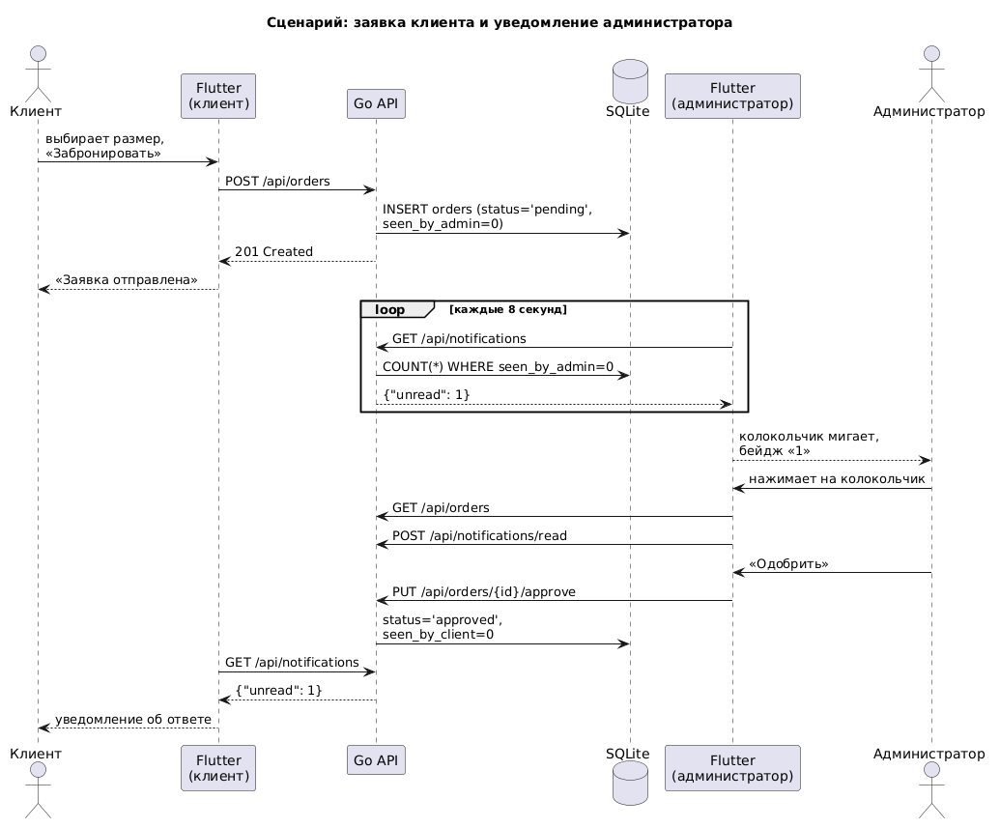 Сценарий: заявка клиента и уведомление администратора
Клиент
Flutter
(клиент)
Go API
SQLite
Flutter
(администратор)
Администратор
выбирает размер,
«Забронировать»
POST /api/orders
INSERT orders (status='pending',
seen_by_admin=0)
201 Created
«Заявка отправлена»
loop [каждые 8 секунд]
GET /api/notifications
COUNT(*) WHERE seen_by_admin=0
{"unread": 1}
колокольчик мигает,
бейдж «1»
нажимает на колокольчик
GET /api/orders
POST /api/notifications/read
«Одобрить»
PUT /api/orders/{id}/approve
status='approved',
seen_by_client=0
GET /api/notifications
{"unread": 1}
уведомление об ответе
Клиент
Flutter
(клиент)
Go API
SQLite
Flutter
(администратор)
Администратор